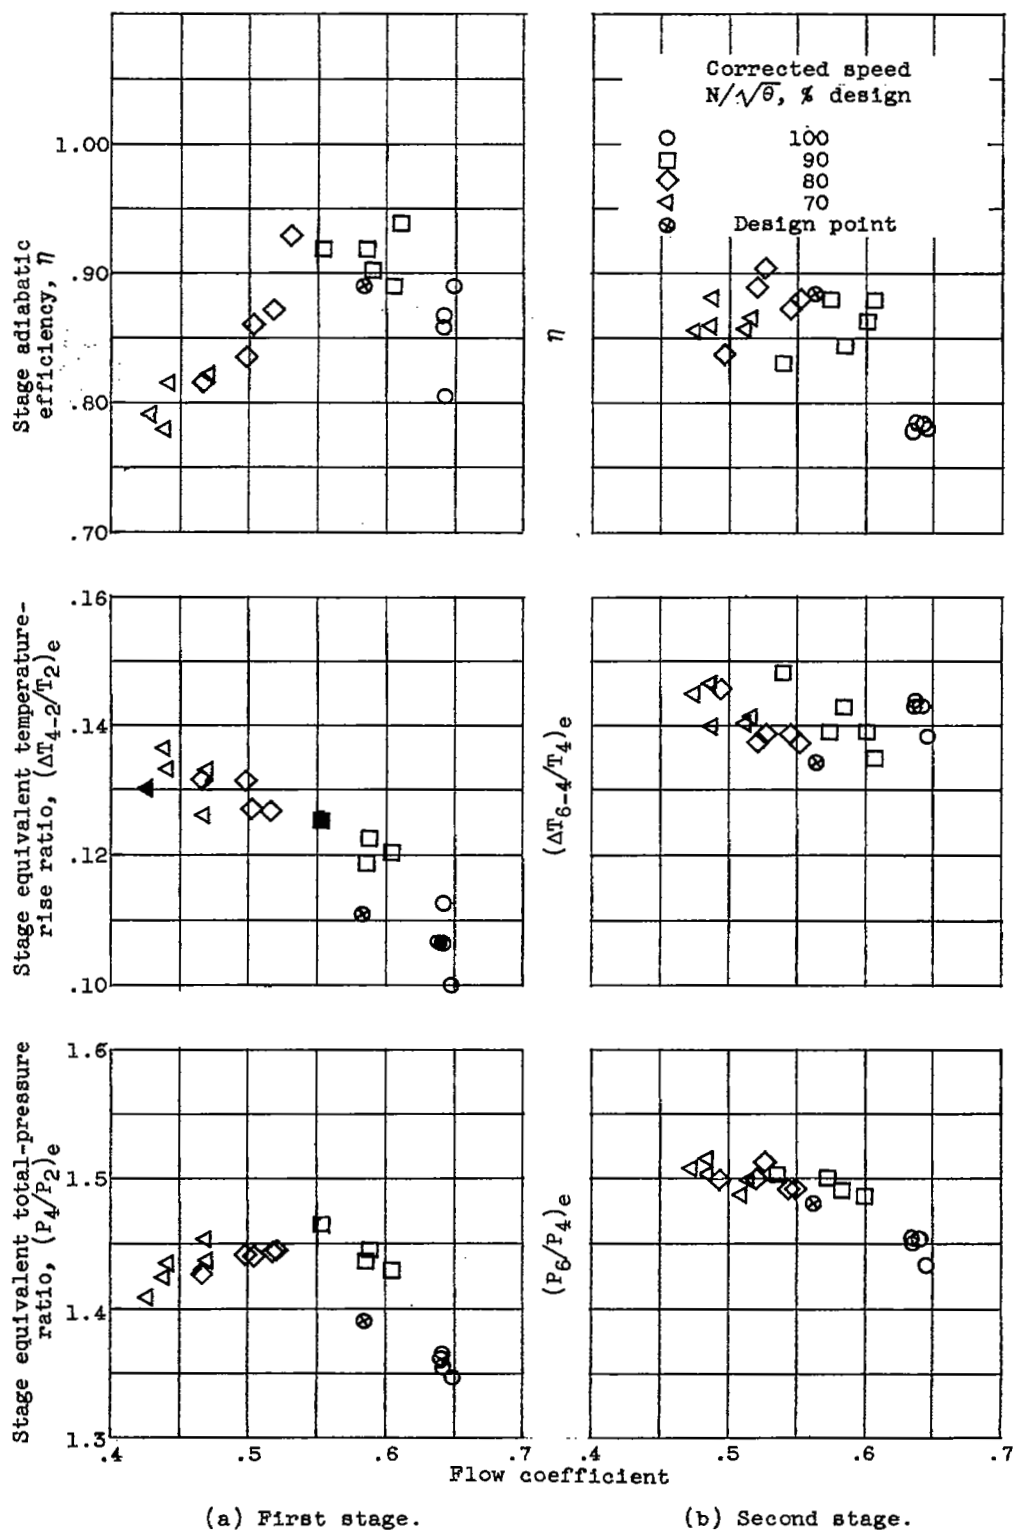 Corrected speed
N/√θ, % design
100
90
80
70
Design point
Stage adiabatic
efficiency, η
1.00
.90
.80
.70
η
Stage equivalent temperature-
rise ratio, (ΔT4-2/T2)e
.16
.14
.12
.10
(ΔT6-4/T4)e
Stage equivalent total-pressure
ratio, (P4/P2)e
1.6
1.5
1.4
1.3
(P6/P4)e
.4 .5 .6 .7 .4 .5 .6 .7
Flow coefficient
(a) First stage. (b) Second stage.